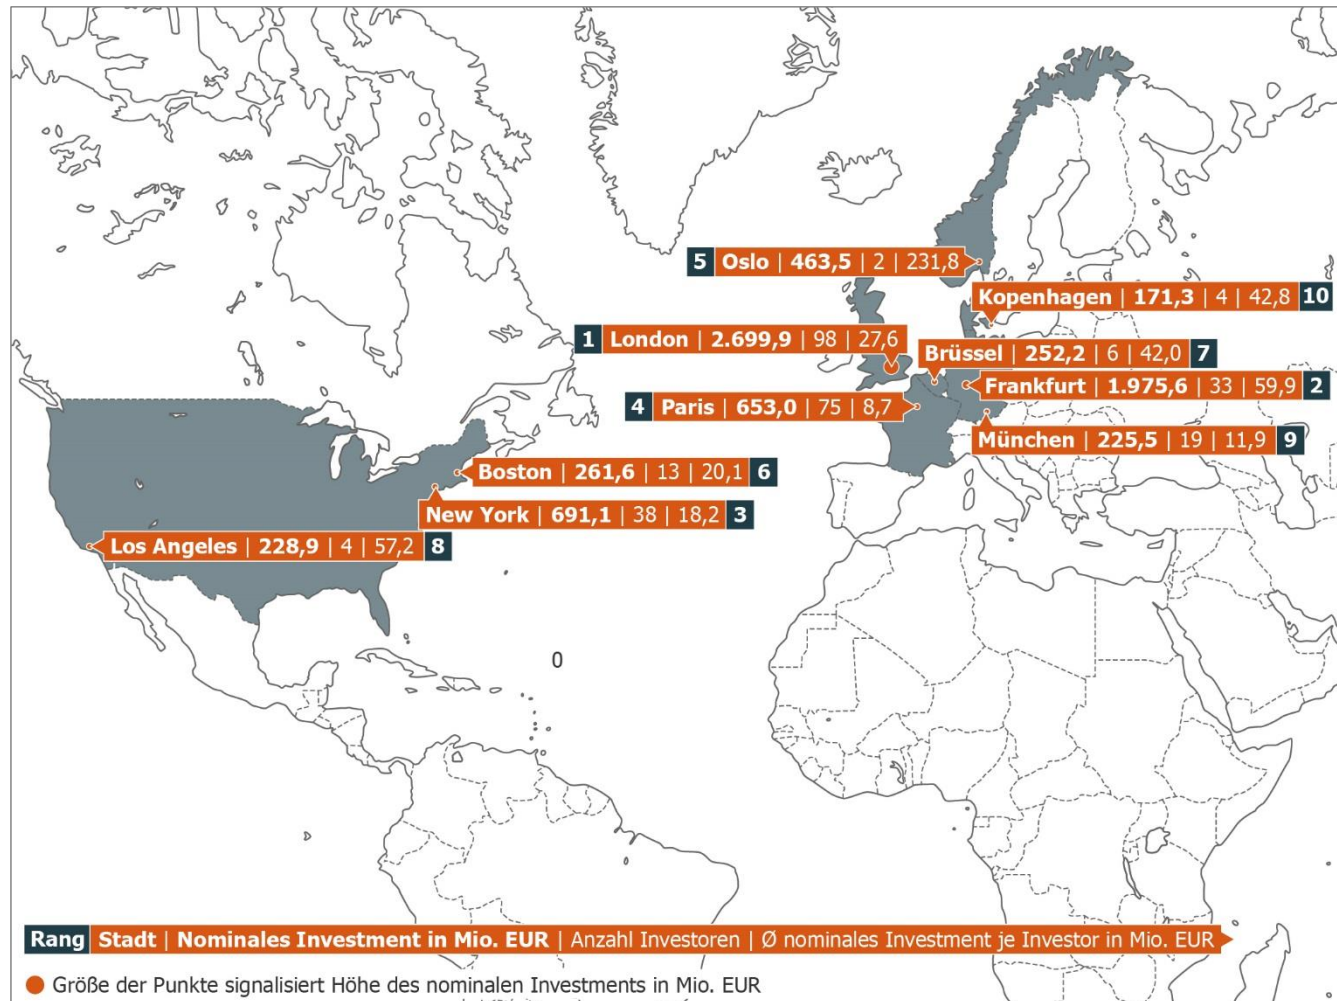 5 Oslo | 463,5 | 2 | 231,8
Kopenhagen | 171,3 | 4 | 42,8 10
1 London | 2.699,9 | 98 | 27,6
Brüssel | 252,2 | 6 | 42,0 7
Frankfurt | 1.975,6 | 33 | 59,9 2
4 Paris | 653,0 | 75 | 8,7
München | 225,5 | 19 | 11,9 9
Boston | 261,6 | 13 | 20,1 6
New York | 691,1 | 38 | 18,2 3
Los Angeles | 228,9 | 4 | 57,2 8
0
Rang Stadt | Nominales Investment in Mio. EUR | Anzahl Investoren | Ø nominales Investment je Investor in Mio. EUR
Größe der Punkte signalisiert Höhe des nominalen Investments in Mio. EUR